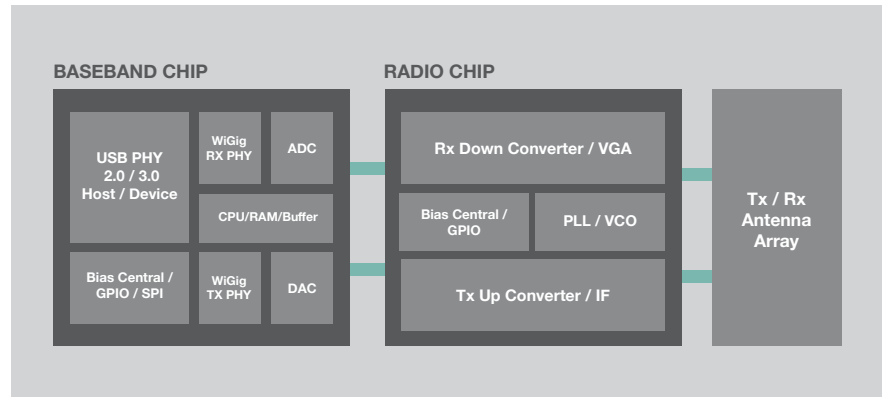 BASEBAND CHIP
RADIO CHIP
USB PHY
2.0 / 3.0
Host / Device
WiGig
RX PHY
ADC
CPU/RAM/Buffer
Bias Central /
GPIO / SPI
WiGig
TX PHY
DAC
Rx Down Converter / VGA
Bias Central /
GPIO
PLL / VCO
Tx Up Converter / IF
Tx / Rx
Antenna
Array